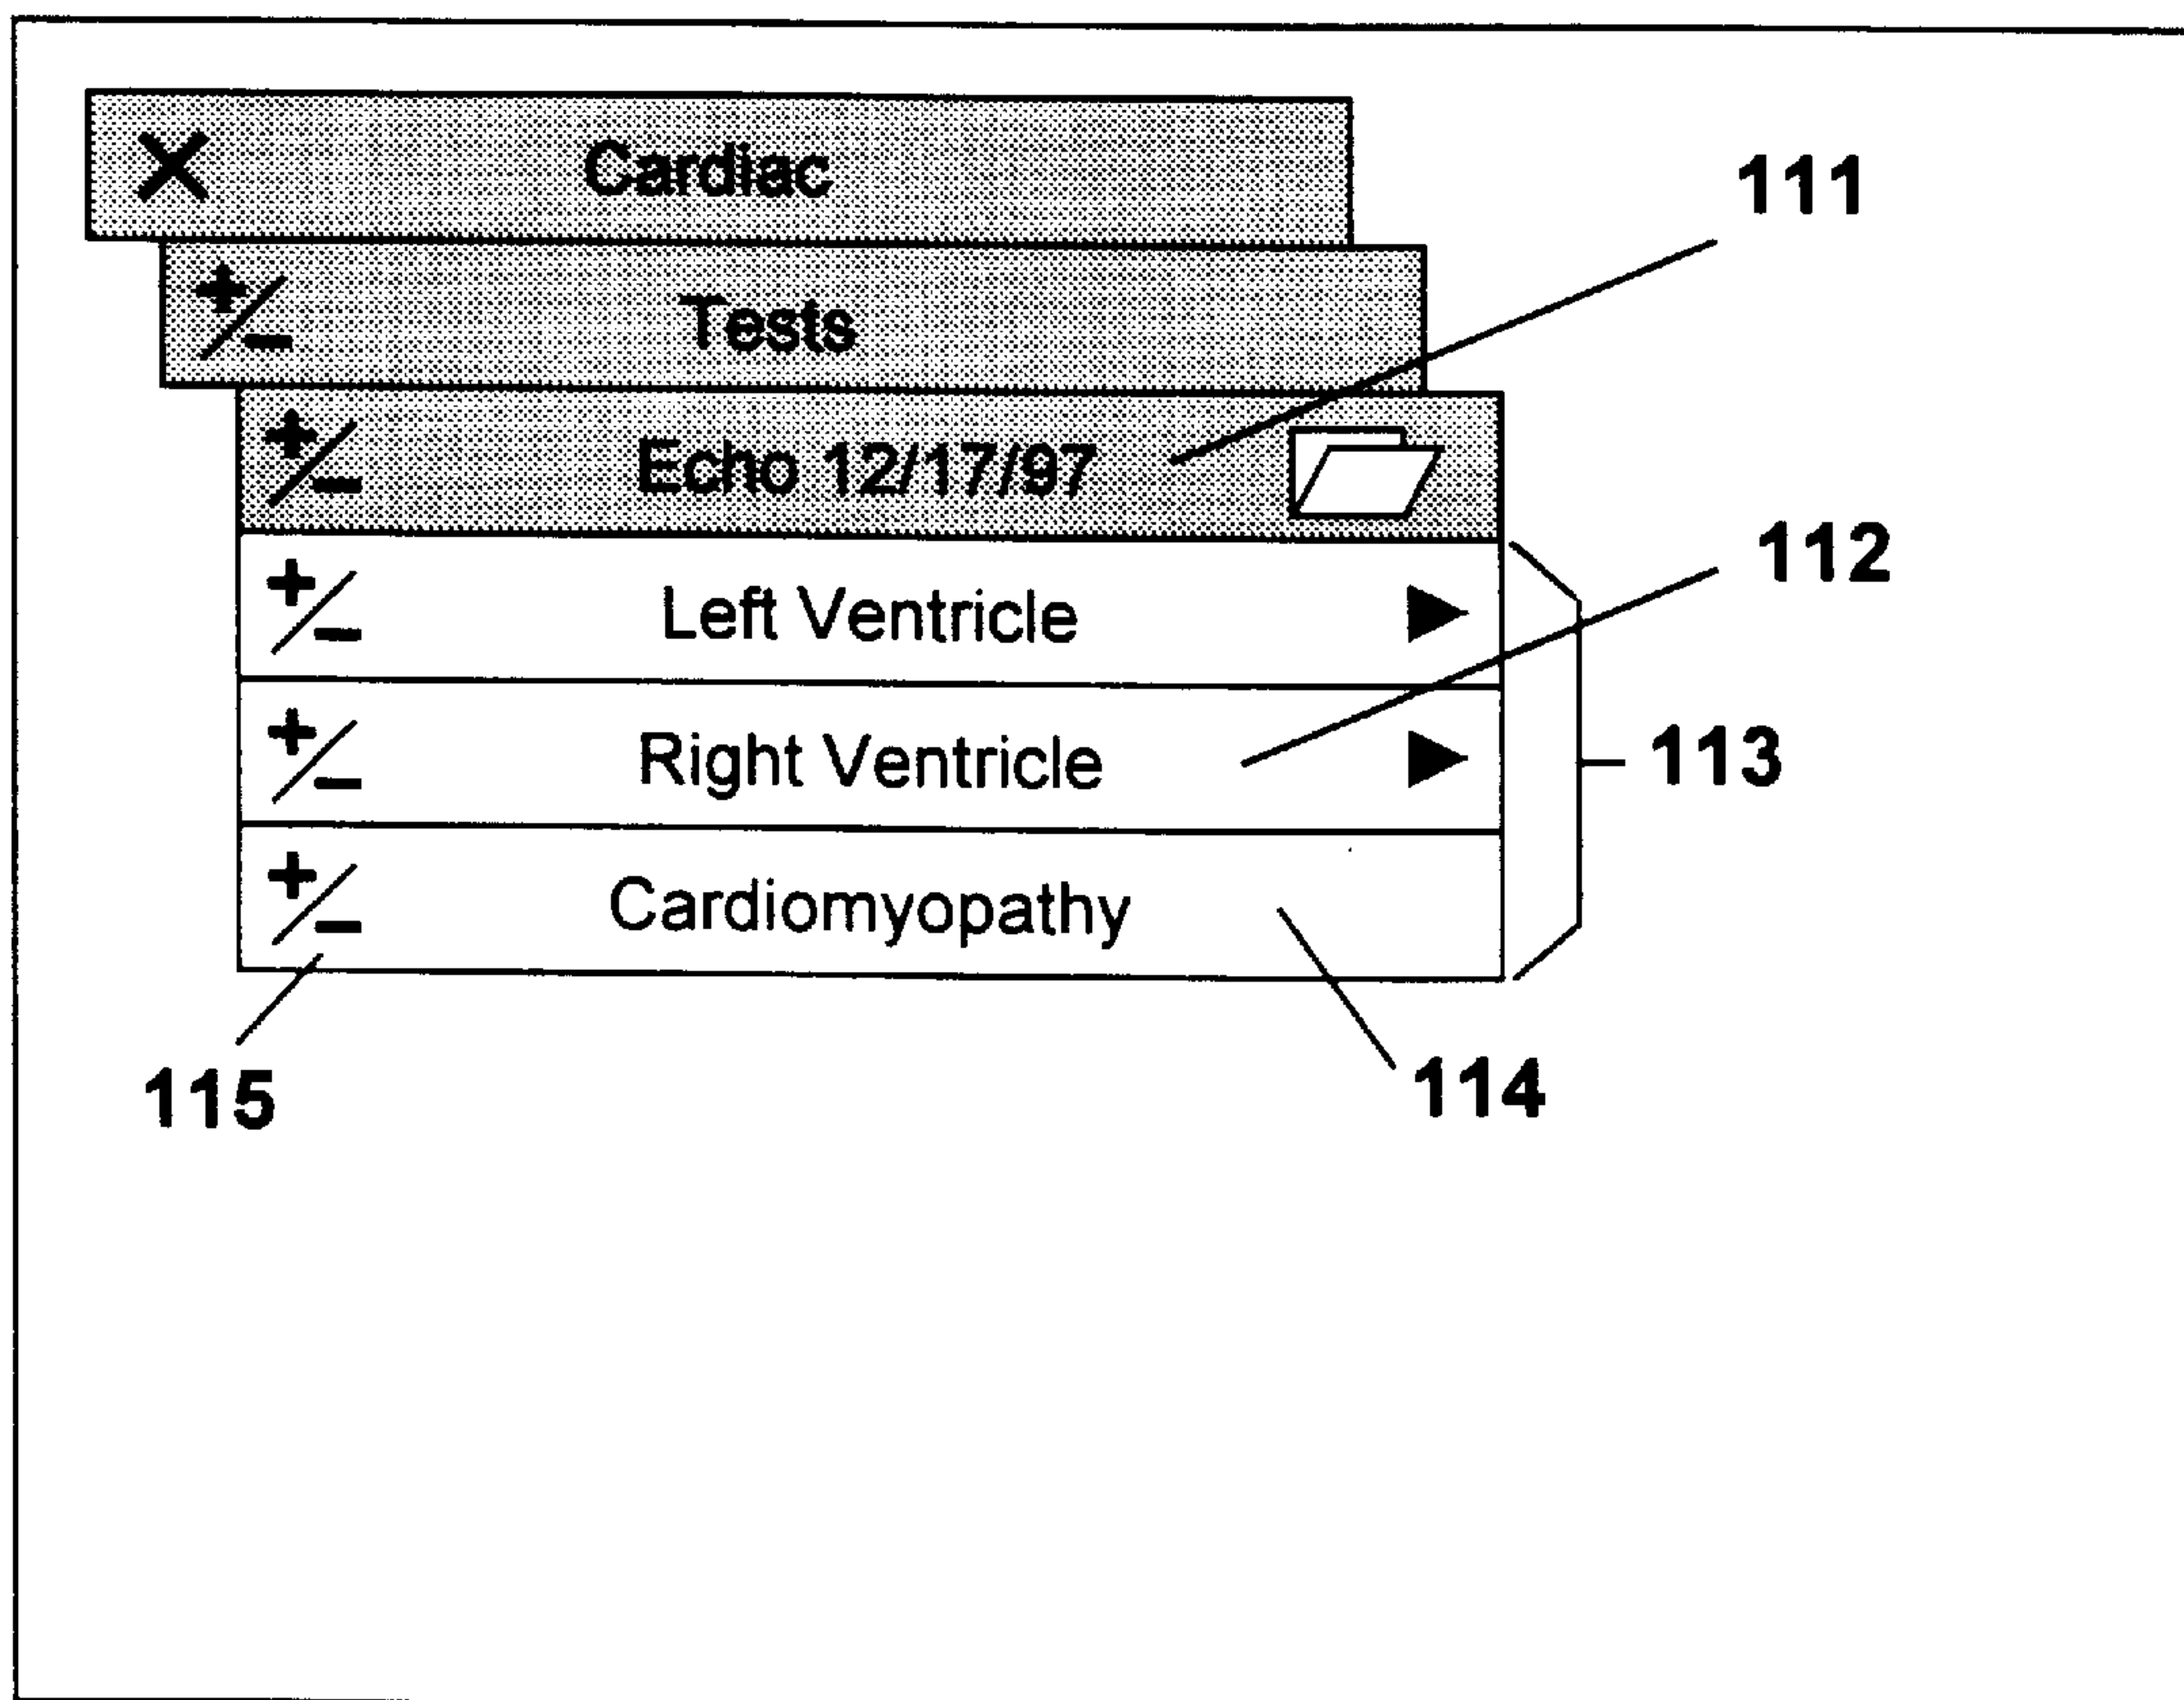 Cardiac
111
Tests
Echo 12/17/97
112
Left Ventricle
Right Ventricle
113
Cardiomyopathy
115
114